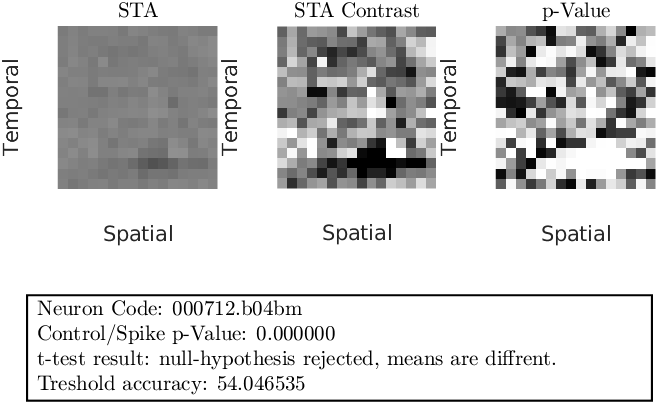 STA STA Contrast p-Value
Temporal Temporal Temporal
Spatial Spatial Spatial
Neuron Code: 000712.b04bm
Control/Spike p-Value: 0.000000
t-test result: null-hypothesis rejected, means are diffrent.
Treshold accuracy: 54.046535